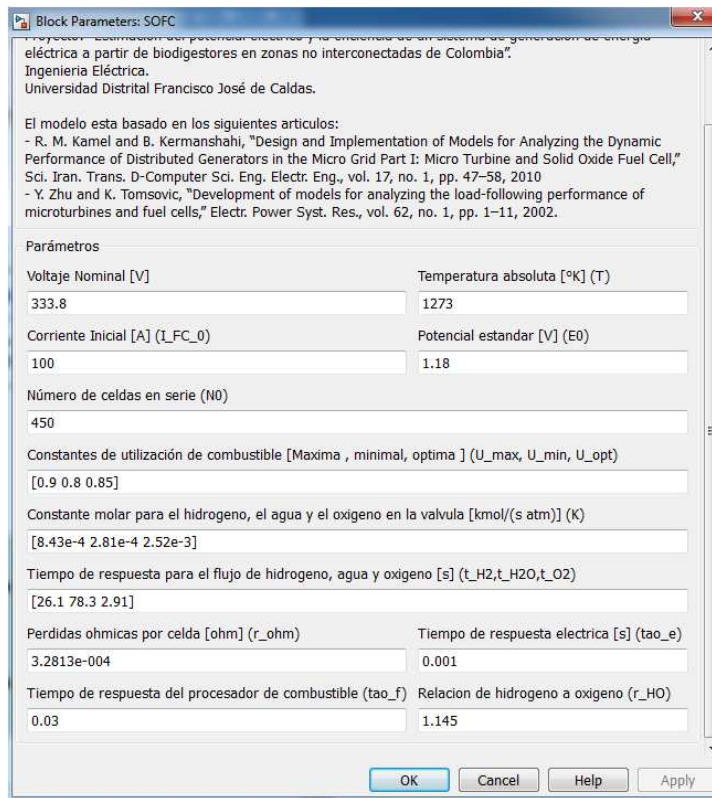 Block Parameters: SOFC
eléctrica a partir de biodigestores en zonas no interconectadas de Colombia”.
Ingenieria Eléctrica.
Universidad Distrital Francisco José de Caldas.
El modelo esta basado en los siguientes articulos:
- R. M. Kamel and B. Kermanshahi, “Design and Implementation of Models for Analyzing the Dynamic
Performance of Distributed Generators in the Micro Grid Part I: Micro Turbine and Solid Oxide Fuel Cell,”
Sci. Iran. Trans. D-Computer Sci. Eng. Electr. Eng., vol. 17, no. 1, pp. 47–58, 2010
- Y. Zhu and K. Tomsovic, “Development of models for analyzing the load-following performance of
microturbines and fuel cells,” Electr. Power Syst. Res., vol. 62, no. 1, pp. 1–11, 2002.
Parámetros
Voltaje Nominal [V] Temperatura absoluta [°K] (T)
333.8 1273
Corriente Inicial [A] (I_FC_0) Potencial estandar [V] (E0)
100 1.18
Número de celdas en serie (N0)
450
Constantes de utilización de combustible [Maxima , minimal, optima ] (U_max, U_min, U_opt)
[0.9 0.8 0.85]
Constante molar para el hidrogeno, el agua y el oxigeno en la valvula [kmol/(s atm)] (K)
[8.43e-4 2.81e-4 2.52e-3]
Tiempo de respuesta para el flujo de hidrogeno, agua y oxigeno [s] (t_H2,t_H2O,t_O2)
[26.1 78.3 2.91]
Perdidas ohmicas por celda [ohm] (r_ohm) Tiempo de respuesta electrica [s] (tao_e)
3.2813e-004 0.001
Tiempo de respuesta del procesador de combustible (tao_f) Relacion de hidrogeno a oxigeno (r_HO)
0.03 1.145
OK Cancel Help Apply